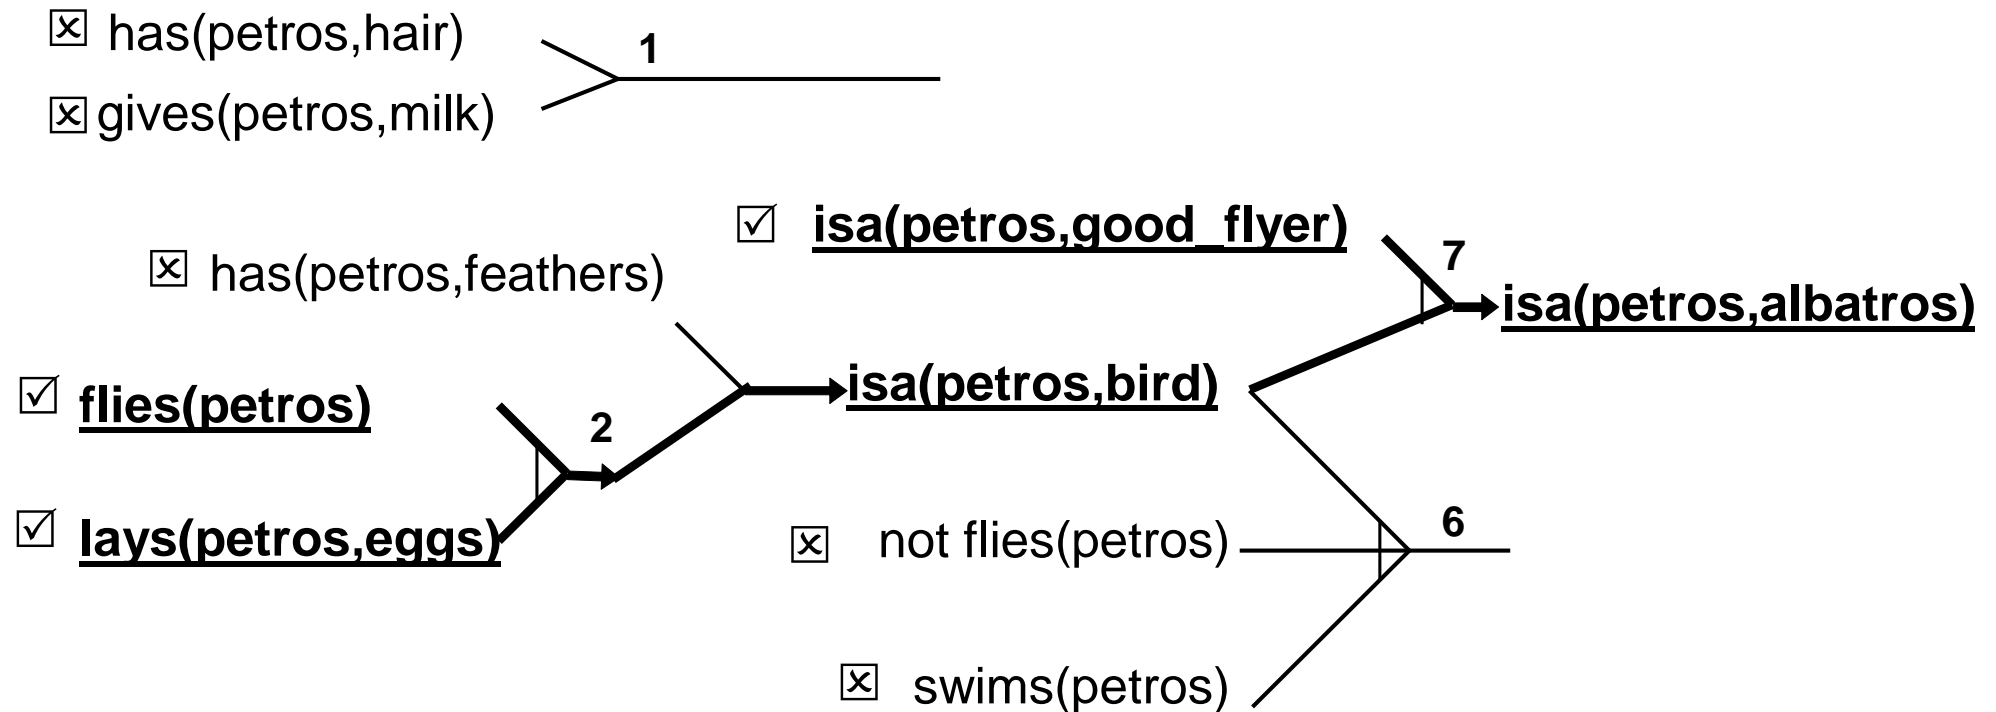 has(petros,hair)
1
gives(petros,milk)
isa(petros,good_flyer)
has(petros,feathers)
7
isa(petros,albatros)
isa(petros,bird)
flies(petros)
2
lays(petros,eggs)
not flies(petros)
6
swims(petros)